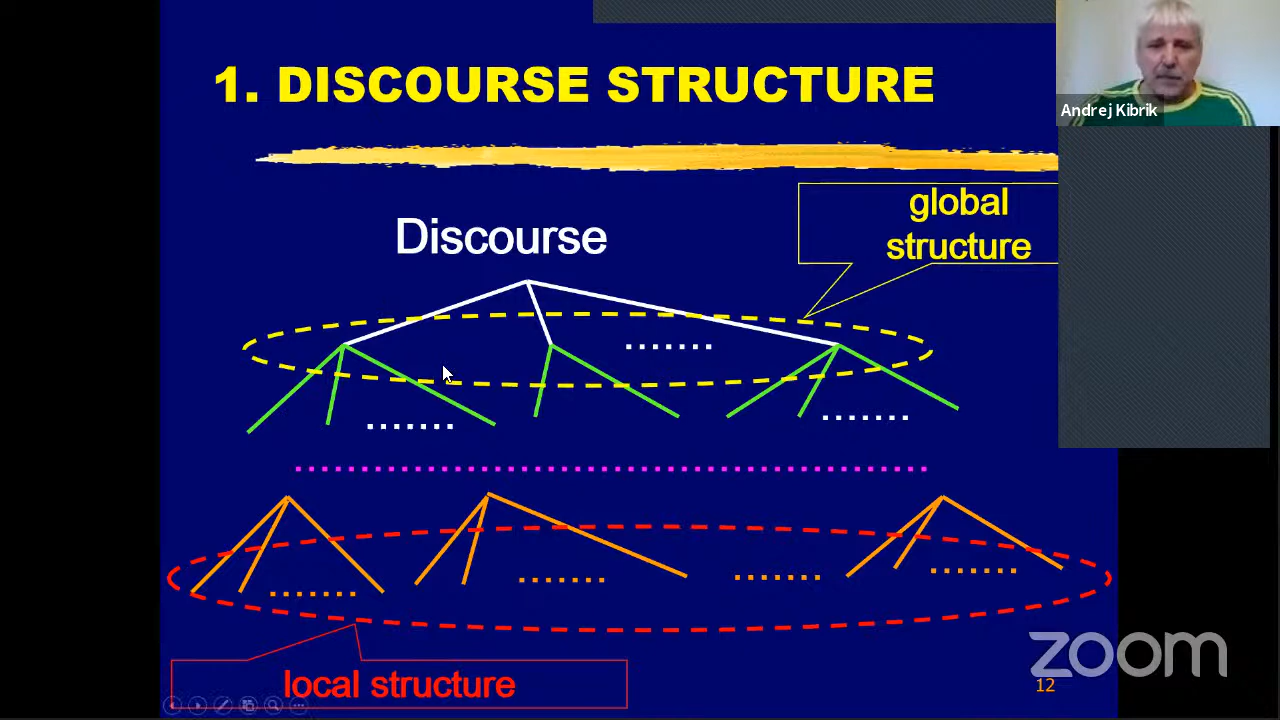 1. DISCOURSE STRUCTURE
Andrej Kibrik
global
structure
Discourse
local structure
zoom
12